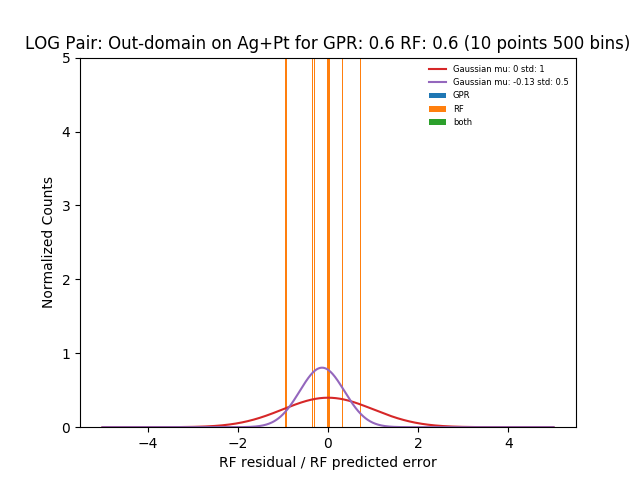 LOG Pair: Out-domain on Ag+Pt for GPR: 0.6 RF: 0.6 (10 points 500 bins)
Gaussian mu: 0 std: 1
Gaussian mu: -0.13 std: 0.5
GPR
RF
both
Normalized Counts
5
4
3
2
1
0
−4 −2 0 2 4
RF residual / RF predicted error